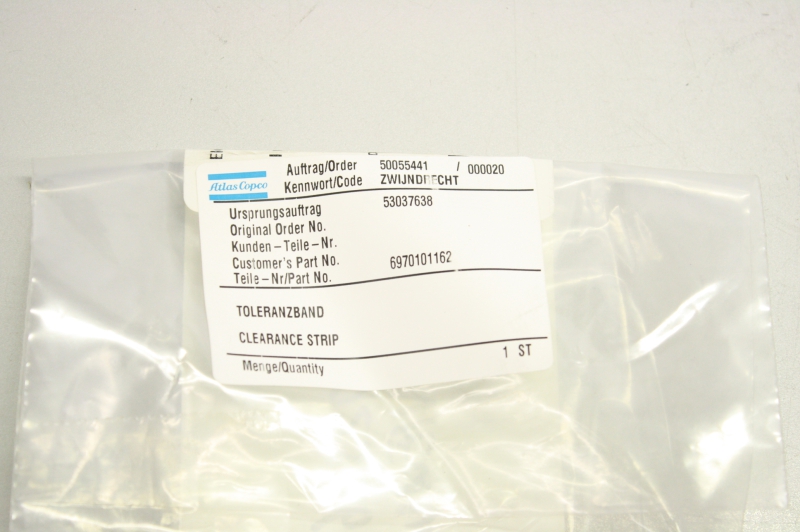 Atlas Copco
Auftrag/Order 50055441 / 000020
Kennwort/Code ZWIJNDRECHT
Ursprungsauftrag 53037638
Original Order No.
Kunden-Teile-Nr.
Customer's Part No. 6970101162
Teile-Nr/Part No.
TOLERANZBAND
CLEARANCE STRIP
1 ST
Menge/Quantity